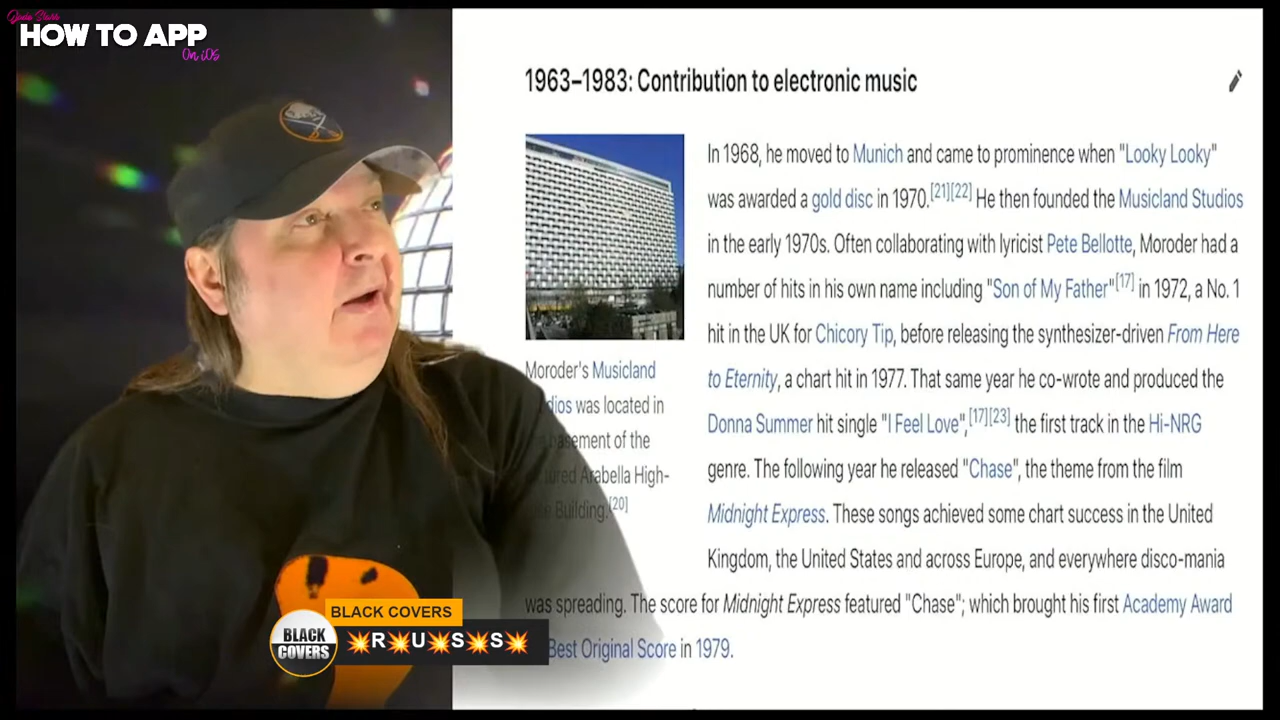 HOW TO APP
On iOS
1963–1983: Contribution to electronic music
In 1968, he moved to Munich and came to prominence when "Looky Looky"
was awarded a gold disc in 1970.[21][22] He then founded the Musicland Studios
in the early 1970s. Often collaborating with lyricist Pete Bellotte, Moroder had a
number of hits in his own name including "Son of My Father"[17] in 1972, a No. 1
hit in the UK for Chicory Tip, before releasing the synthesizer-driven From Here
to Eternity, a chart hit in 1977. That same year he co-wrote and produced the
Donna Summer hit single "I Feel Love",[17][23] the first track in the Hi-NRG
genre. The following year he released "Chase", the theme from the film
Midnight Express. These songs achieved some chart success in the United
Kingdom, the United States and across Europe, and everywhere disco-mania
was spreading. The score for Midnight Express featured "Chase"; which brought his first Academy Award
Best Original Score in 1979.
Moroder's Musicland
was located in
basement of the
Arabella High-
Building.[20]
BLACK COVERS
BLACK
COVERS
R U S S